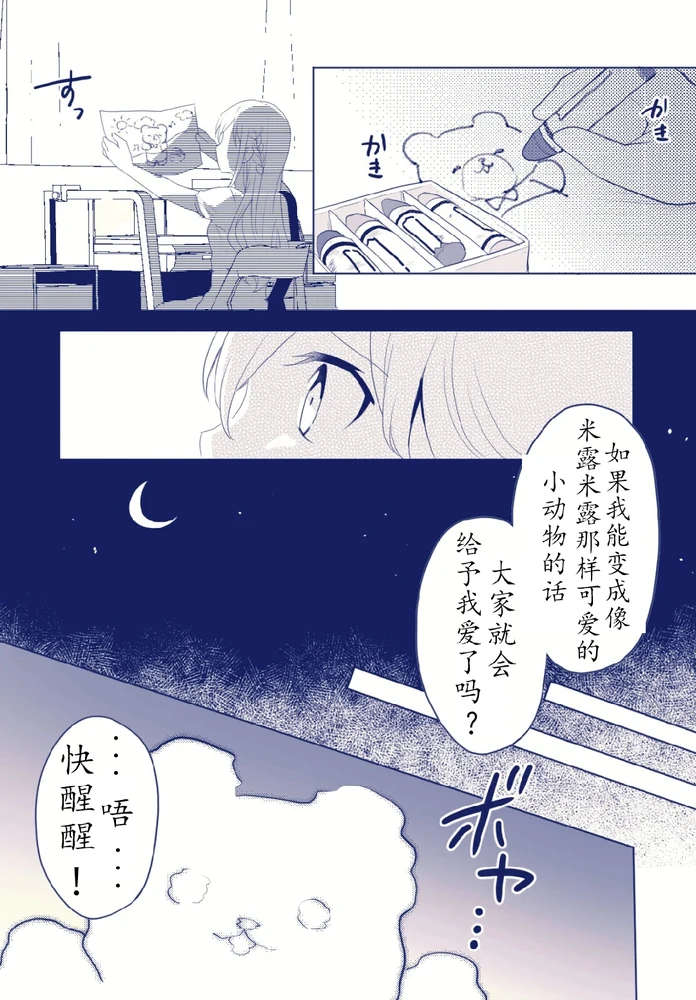 かき
かき
すっ
如果我能变成像
米露米露那样可爱的
小动物的话
大家就会
给予我爱了吗？
ボヤ…
…唔…
快醒醒！